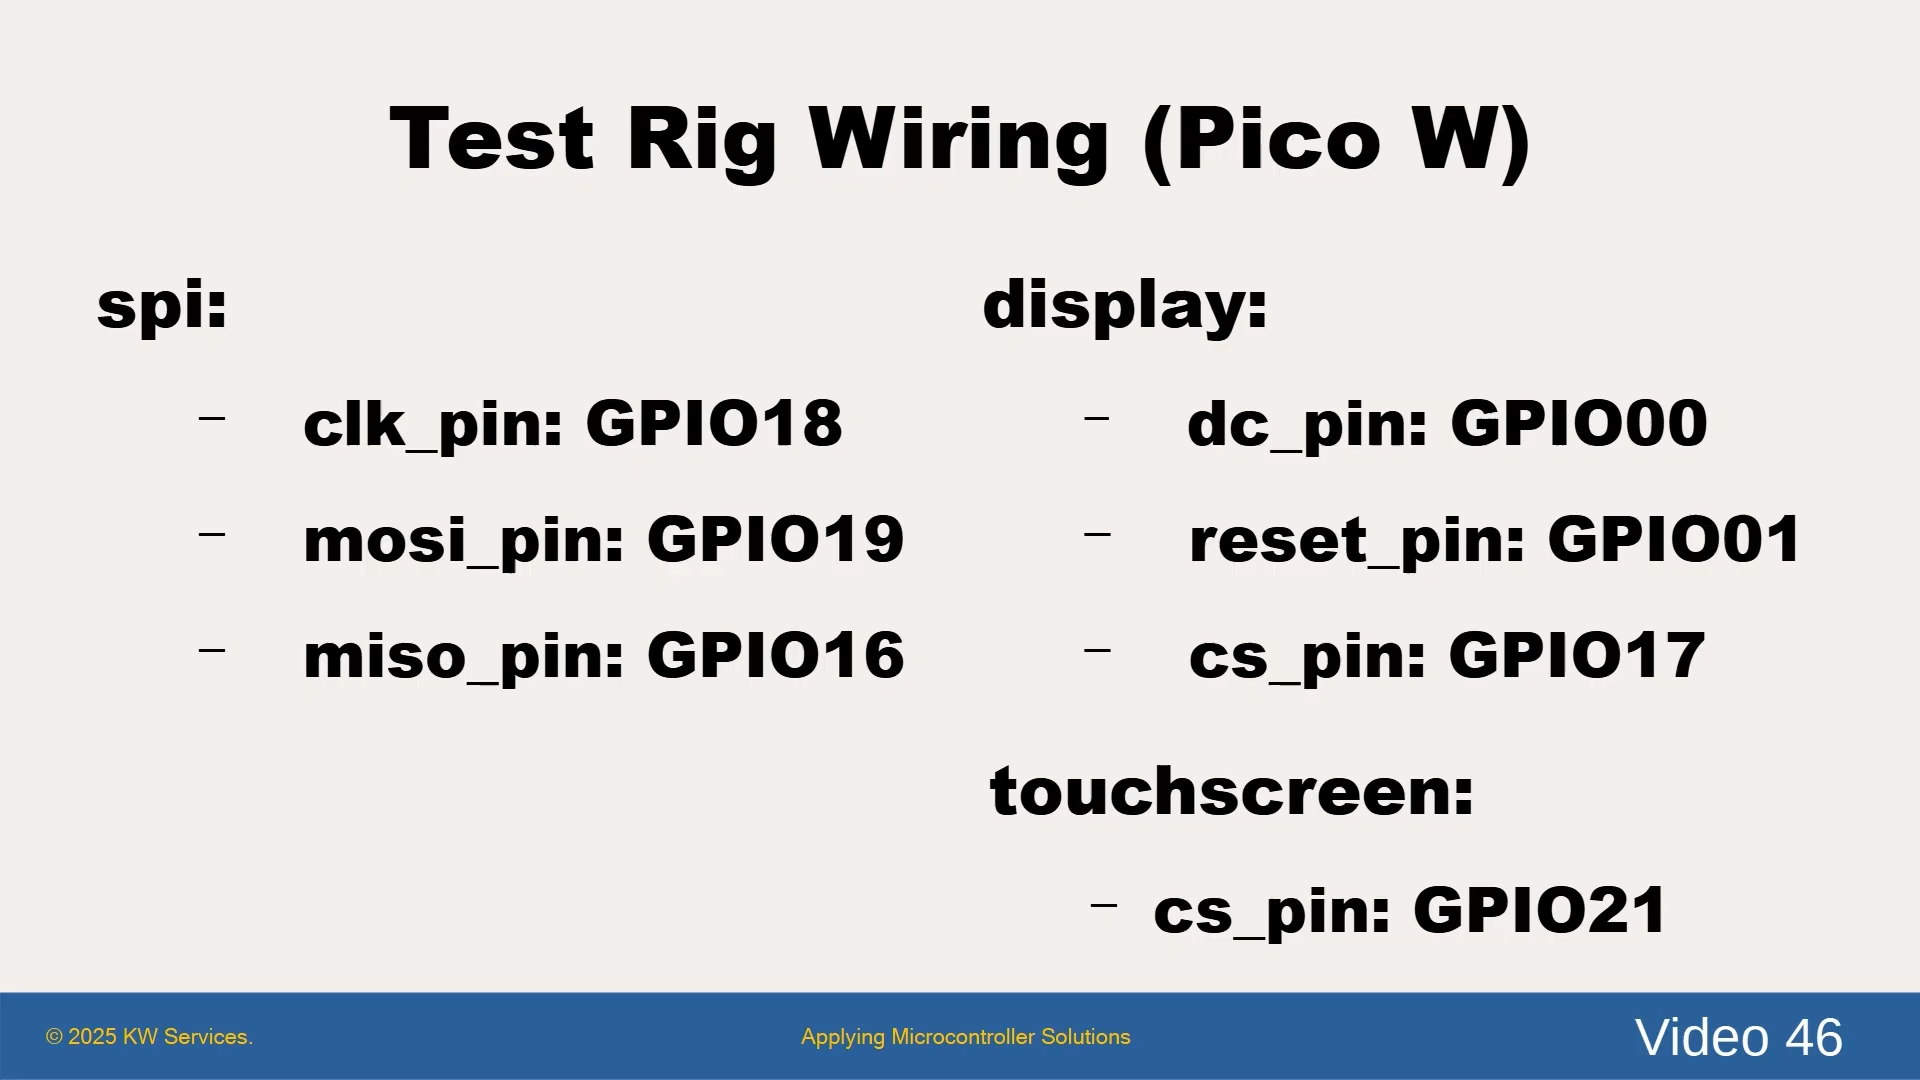 Test Rig Wiring (Pico W)
spi:
– clk_pin: GPIO18
– mosi_pin: GPIO19
– miso_pin: GPIO16
display:
– dc_pin: GPIO00
– reset_pin: GPIO01
– cs_pin: GPIO17
touchscreen:
– cs_pin: GPIO21
© 2025 KW Services.
Applying Microcontroller Solutions
Video 46